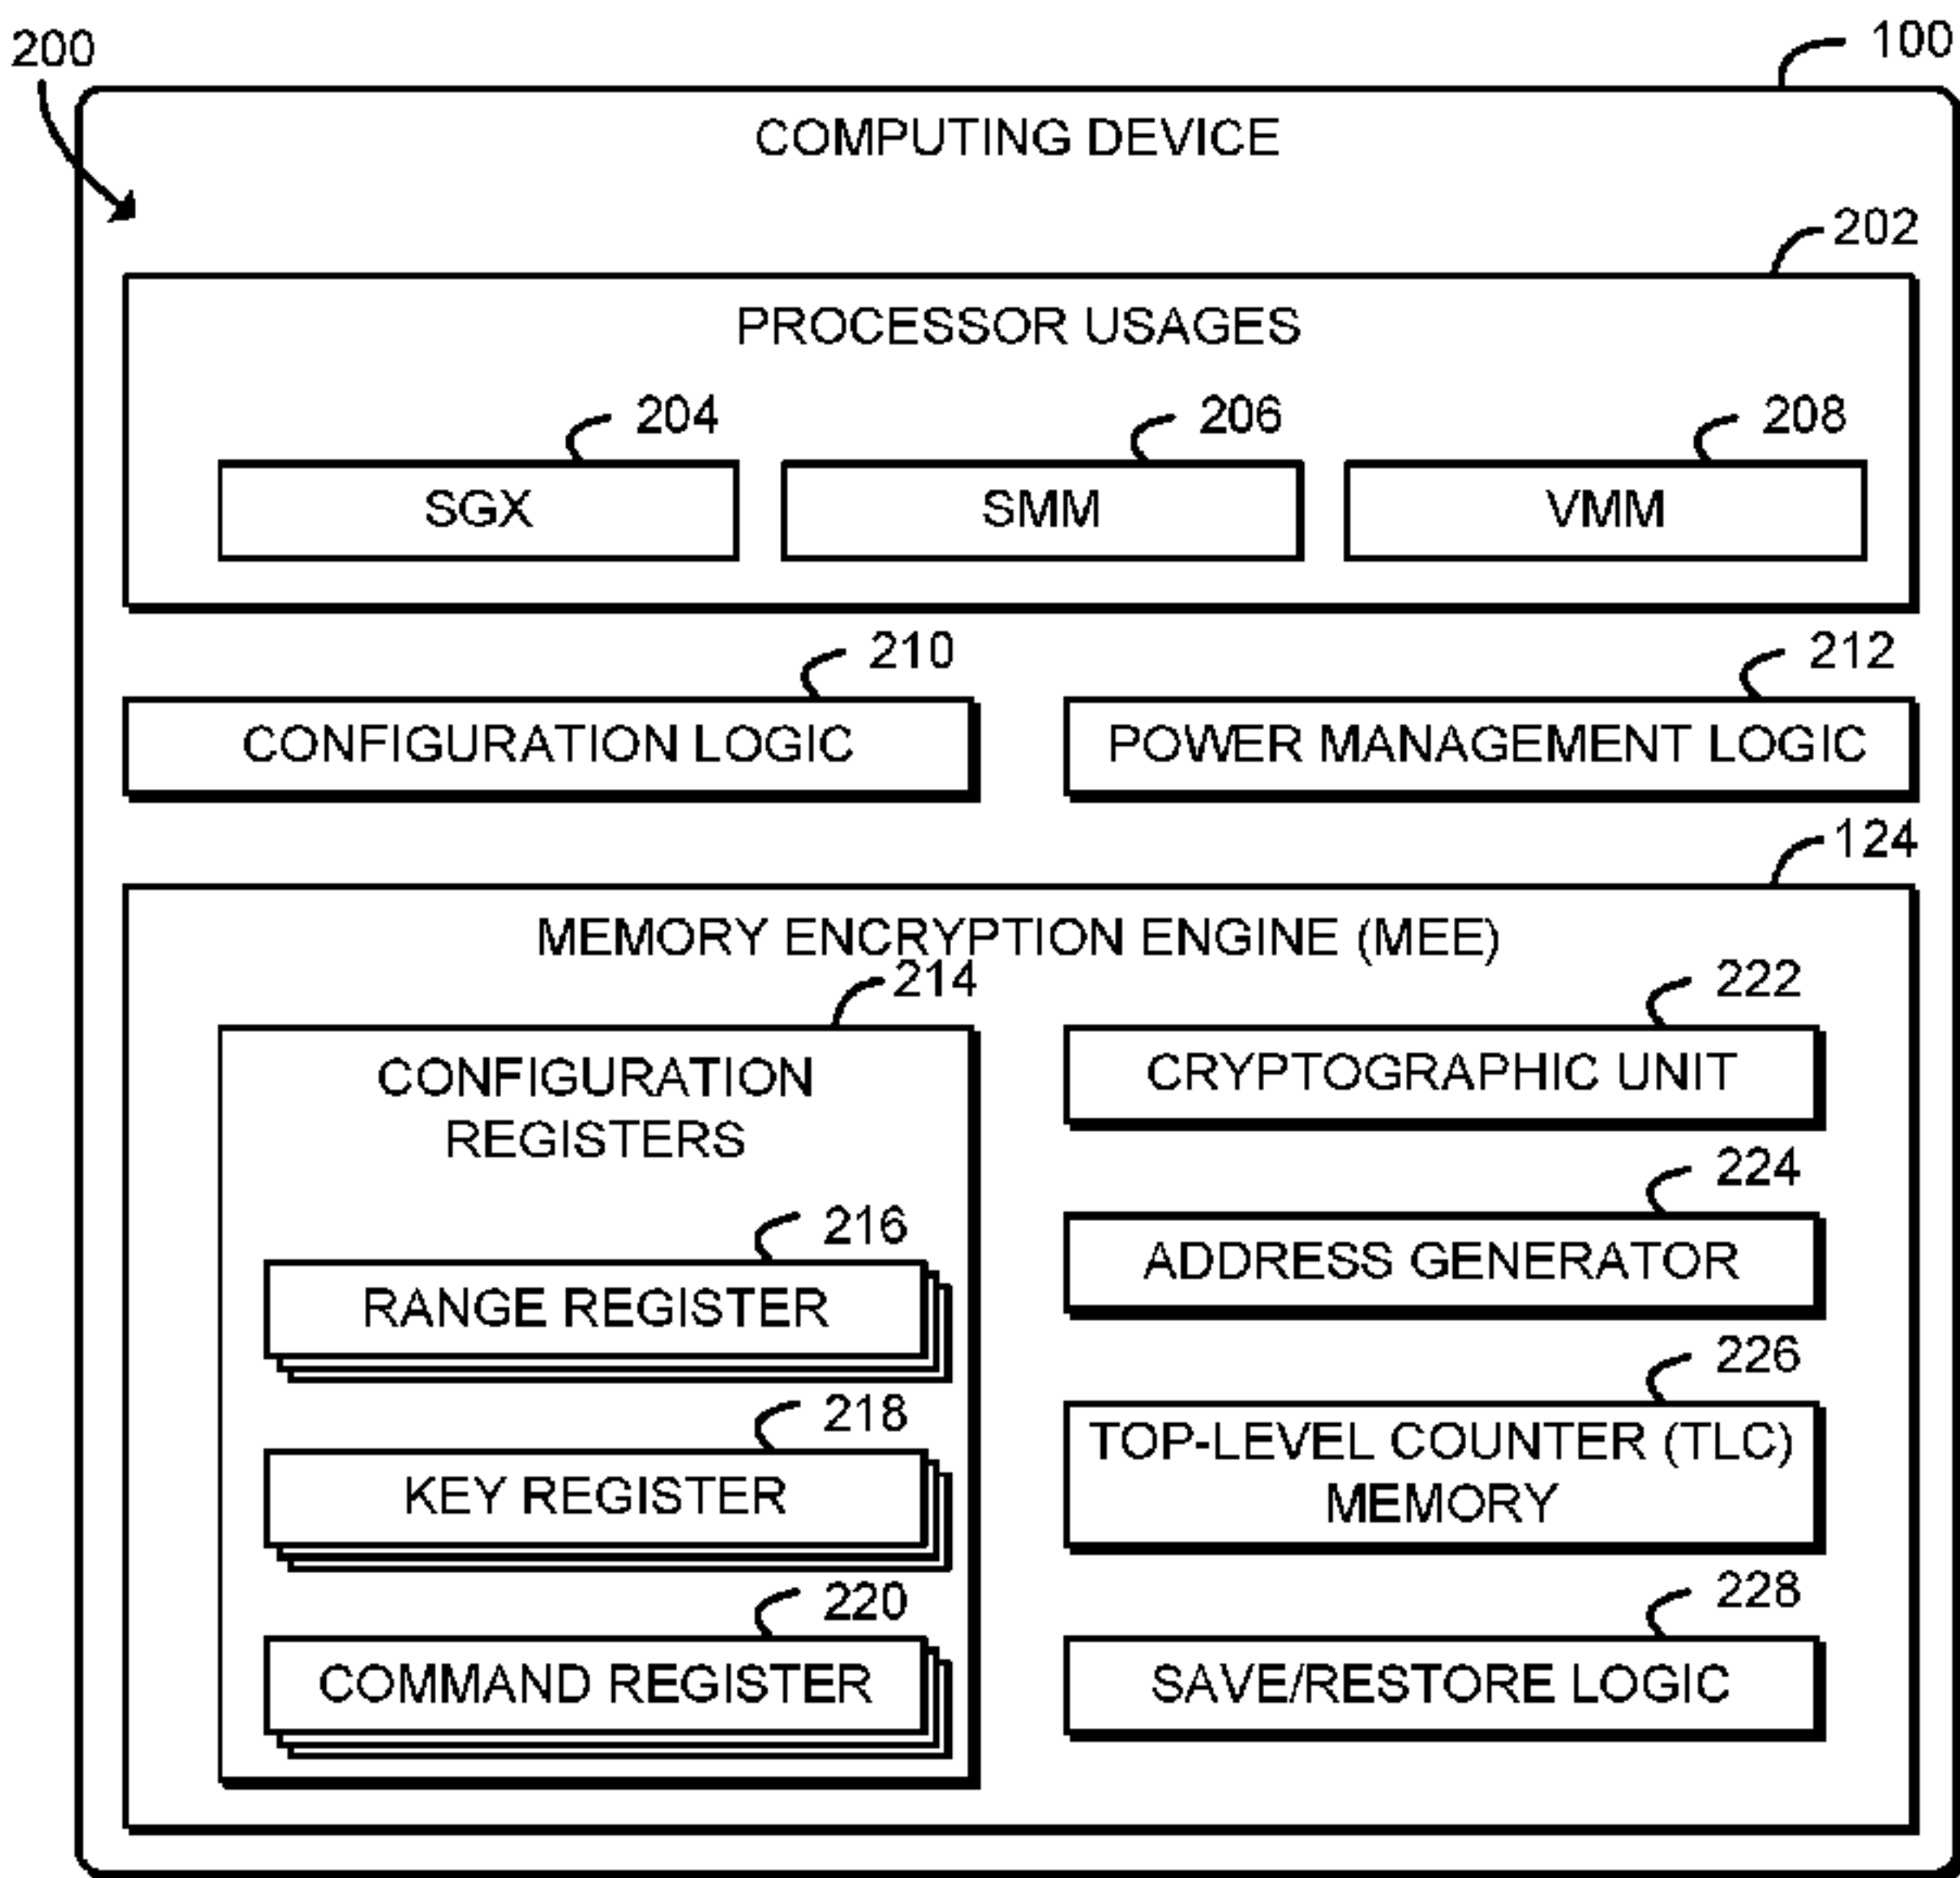 200
100
COMPUTING DEVICE
202
PROCESSOR USAGES
204
206
208
SGX
SMM
VMM
210
212
CONFIGURATION LOGIC
POWER MANAGEMENT LOGIC
124
MEMORY ENCRYPTION ENGINE (MEE)
214
CONFIGURATION
REGISTERS
216
RANGE REGISTER
218
KEY REGISTER
220
COMMAND REGISTER
222
CRYPTOGRAPHIC UNIT
224
ADDRESS GENERATOR
226
TOP-LEVEL COUNTER (TLC)
MEMORY
228
SAVE/RESTORE LOGIC